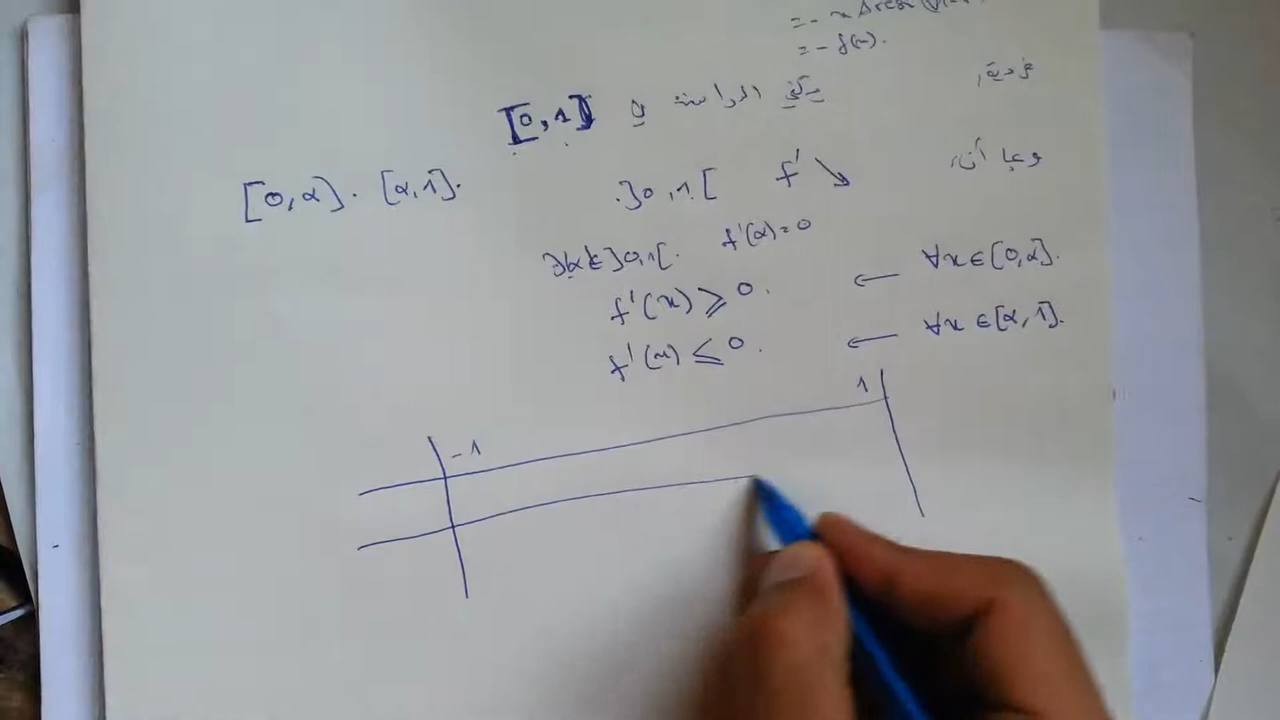 = - f(x).
فردية,
يكفي الدراسة في [0,1]
وبما أن, f' ↘ ]0,1[
[0,α]. [α,1].
∃α∈]0,1[. f'(α)=0
∀x∈[0,α]. ← f'(x) ≥ 0.
∀x∈[α,1]. ← f'(x) ≤ 0.
-1 1